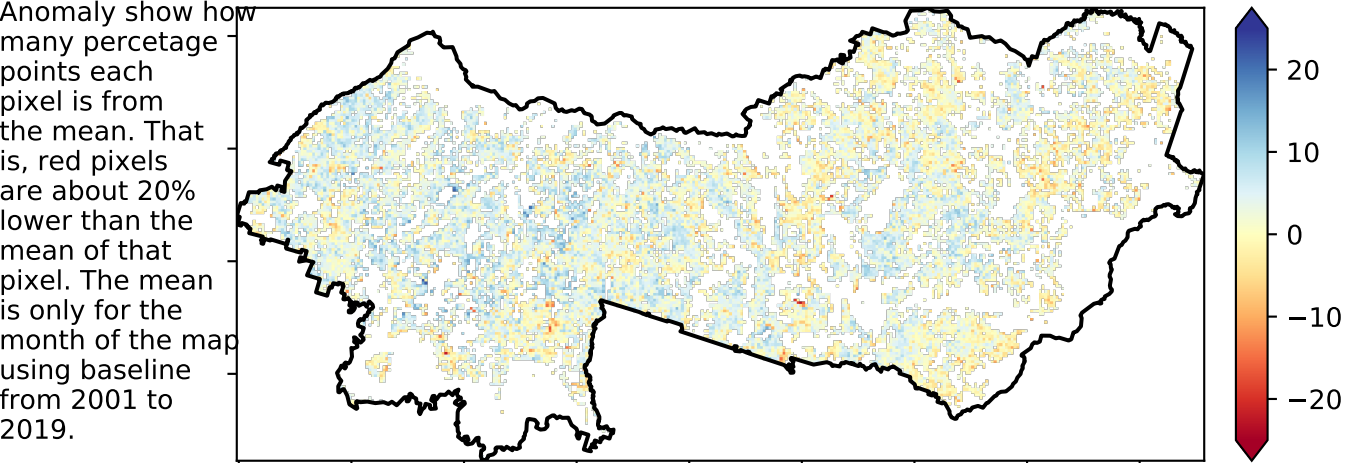 Anomaly show how
many percetage
points each
pixel is from
the mean. That
is, red pixels
are about 20%
lower than the
mean of that
pixel. The mean
is only for the
month of the map
using baseline
from 2001 to
2019.
20
10
0
−10
−20